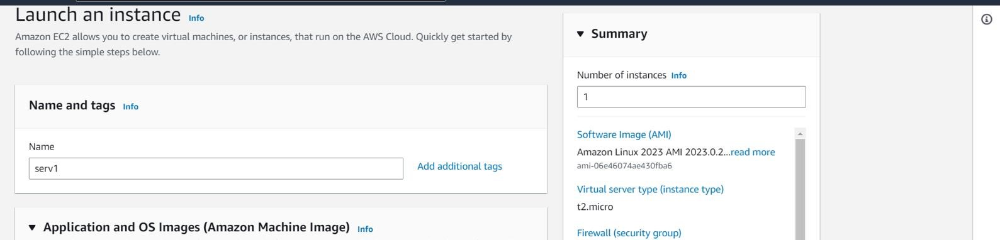 Launch an instance Info
Amazon EC2 allows you to create virtual machines, or instances, that run on the AWS Cloud. Quickly get started by
following the simple steps below.
Name and tags Info
Name
serv1
Add additional tags
Application and OS Images (Amazon Machine Image) Info
Summary
Number of instances Info
1
Software Image (AMI)
Amazon Linux 2023 AMI 2023.0.2...read more
ami-06e46074ae430fba6
Virtual server type (instance type)
t2.micro
Firewall (security group)